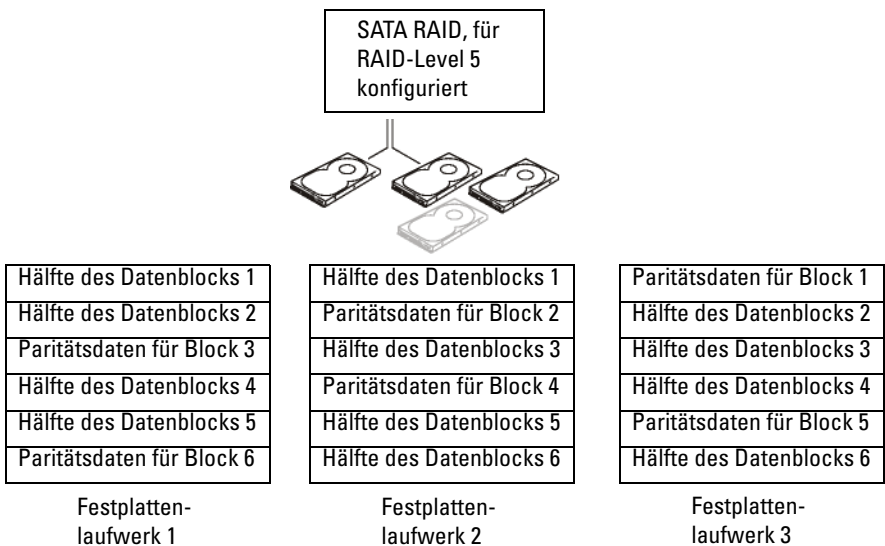 SATA RAID, für
RAID-Level 5
konfiguriert
Hälfte des Datenblocks 1
Hälfte des Datenblocks 2
Paritätsdaten für Block 3
Hälfte des Datenblocks 4
Hälfte des Datenblocks 5
Paritätsdaten für Block 6
Festplatten-
laufwerk 1
Hälfte des Datenblocks 1
Paritätsdaten für Block 2
Hälfte des Datenblocks 3
Paritätsdaten für Block 4
Hälfte des Datenblocks 5
Hälfte des Datenblocks 6
Festplatten-
laufwerk 2
Paritätsdaten für Block 1
Hälfte des Datenblocks 2
Hälfte des Datenblocks 3
Hälfte des Datenblocks 4
Paritätsdaten für Block 5
Hälfte des Datenblocks 6
Festplatten-
laufwerk 3